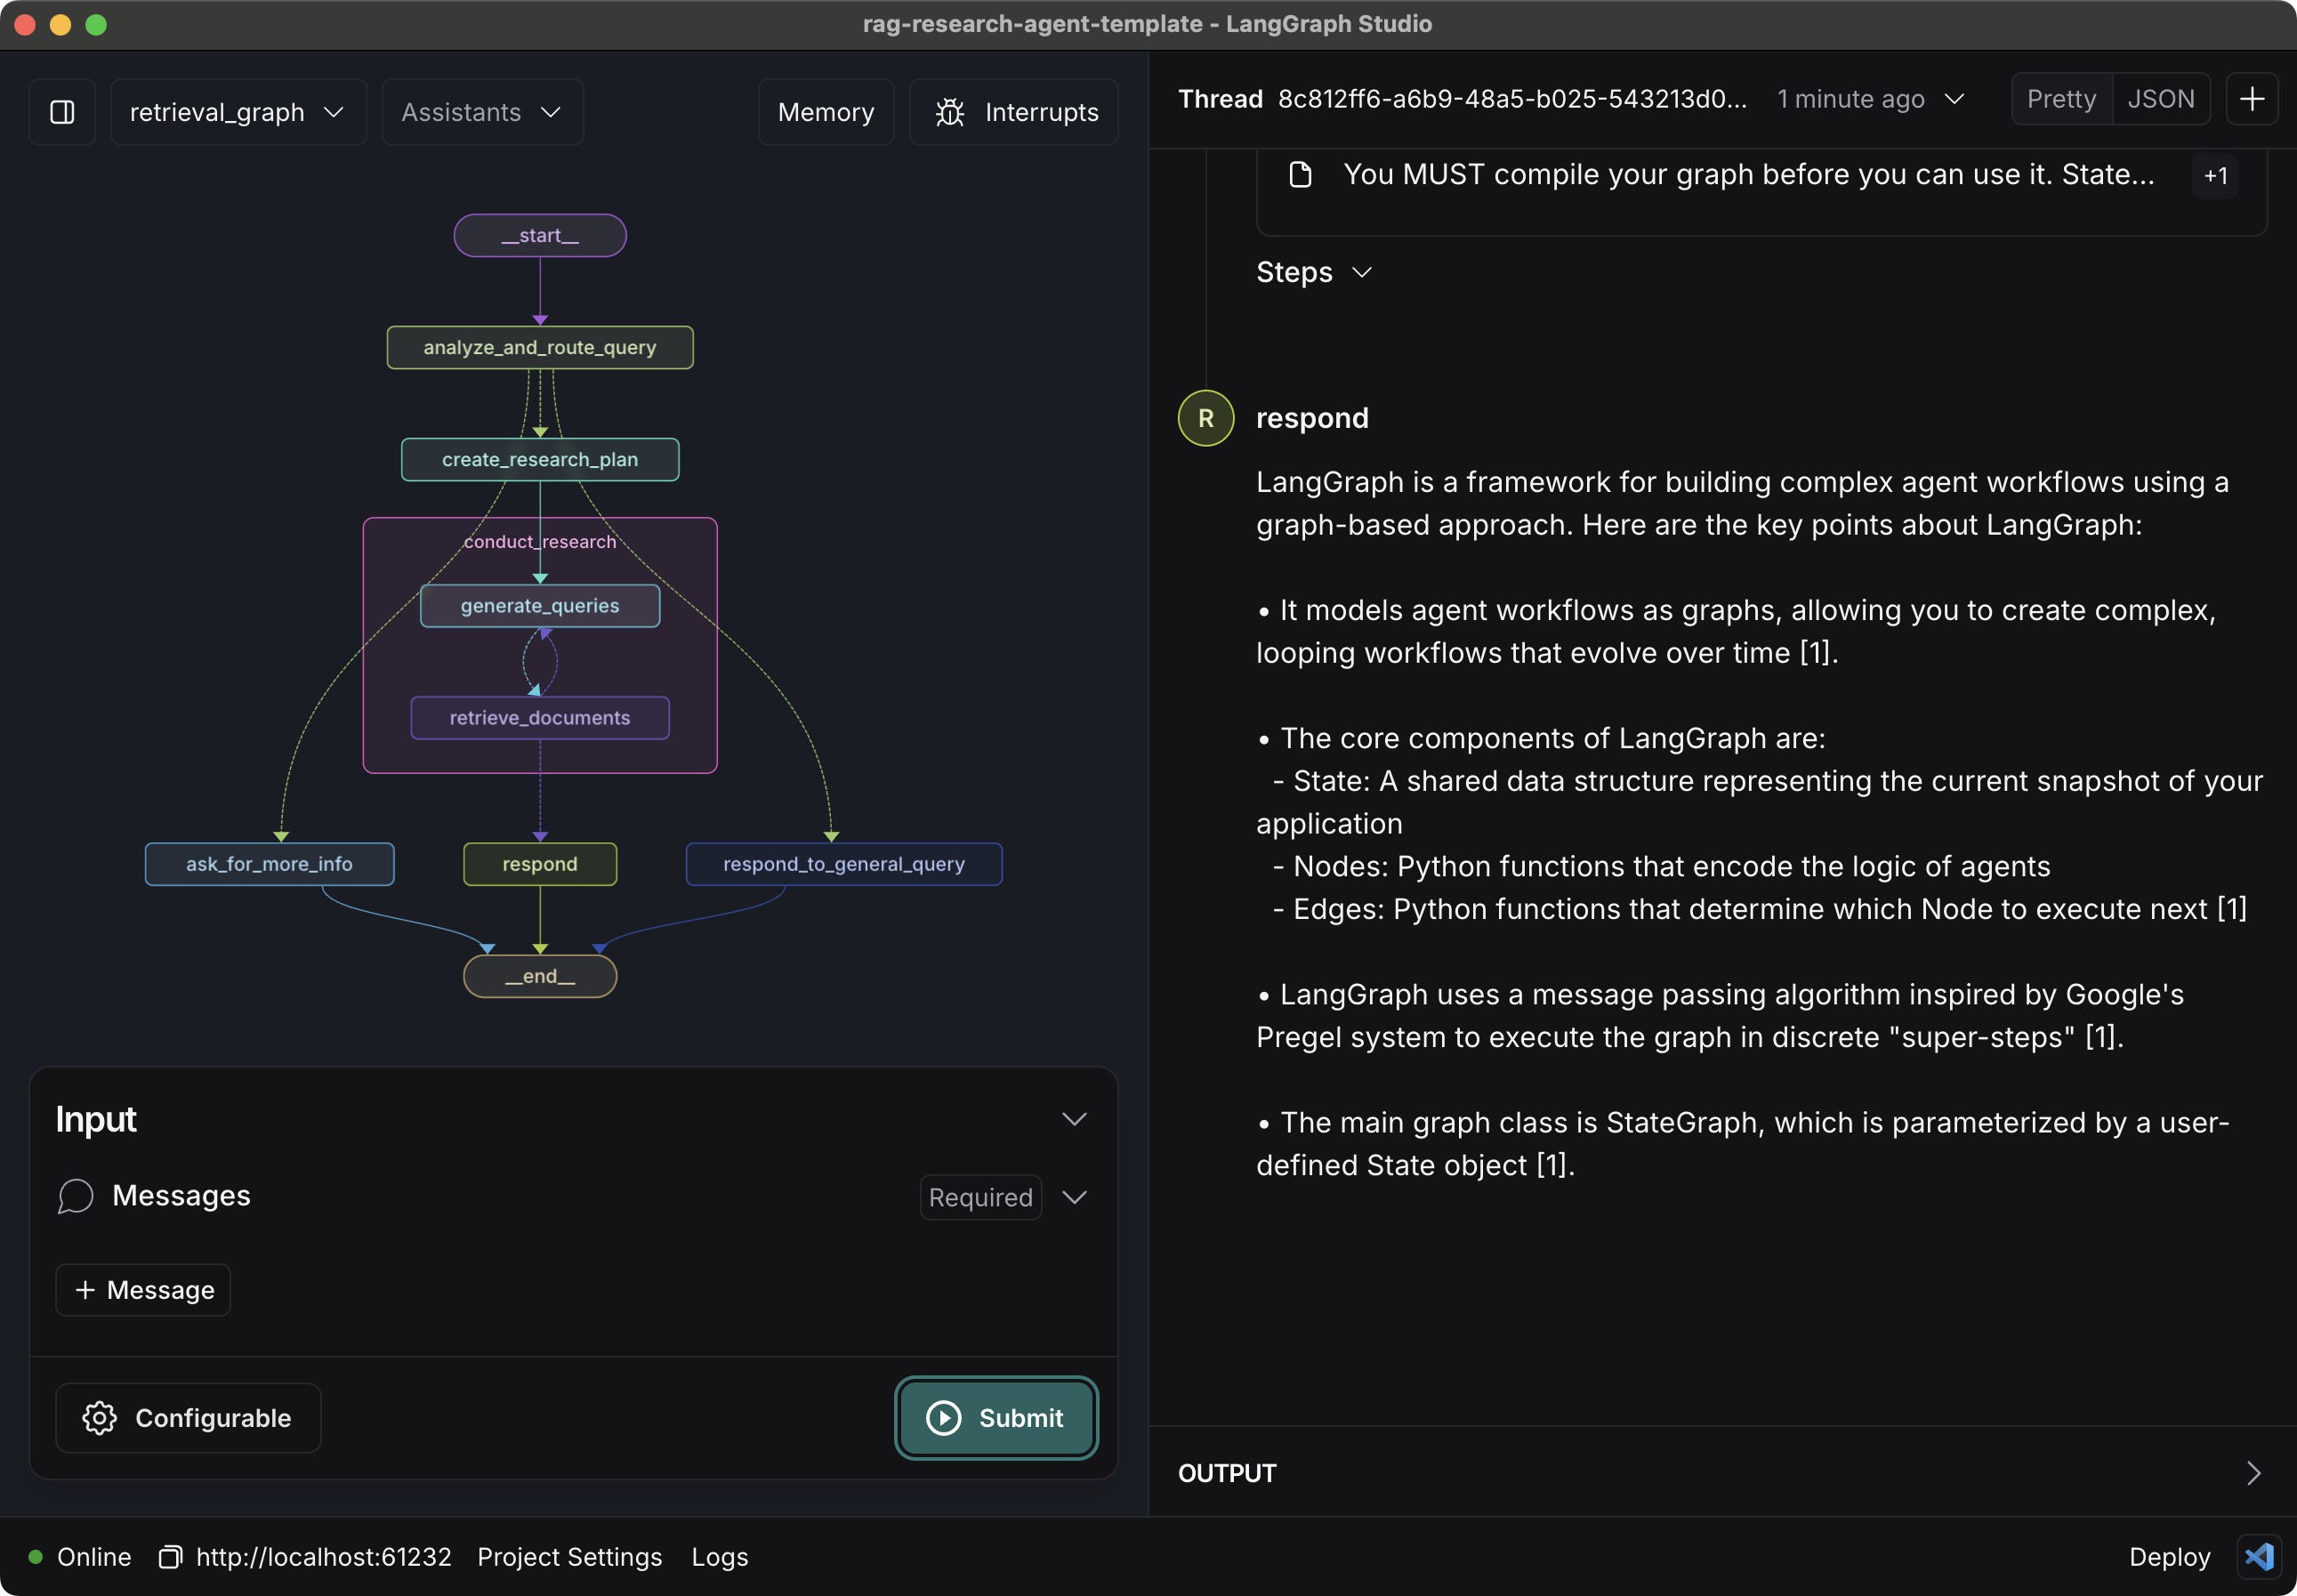 rag-research-agent-template - LangGraph Studio
retrieval_graph
Assistants
Memory
Interrupts
__start__
analyze_and_route_query
create_research_plan
conduct_research
generate_queries
retrieve_documents
ask_for_more_info
respond
respond_to_general_query
__end__
Input
Messages
Required
+ Message
Configurable
Submit
Thread 8c812ff6-a6b9-48a5-b025-543213d0... 1 minute ago
Pretty
JSON
You MUST compile your graph before you can use it. State...
+1
Steps
R
respond
LangGraph is a framework for building complex agent workflows using a
graph-based approach. Here are the key points about LangGraph:
• It models agent workflows as graphs, allowing you to create complex,
looping workflows that evolve over time [1].
• The core components of LangGraph are:
- State: A shared data structure representing the current snapshot of your
application
- Nodes: Python functions that encode the logic of agents
- Edges: Python functions that determine which Node to execute next [1]
• LangGraph uses a message passing algorithm inspired by Google's
Pregel system to execute the graph in discrete "super-steps" [1].
• The main graph class is StateGraph, which is parameterized by a user-
defined State object [1].
OUTPUT
Online
http://localhost:61232
Project Settings
Logs
Deploy